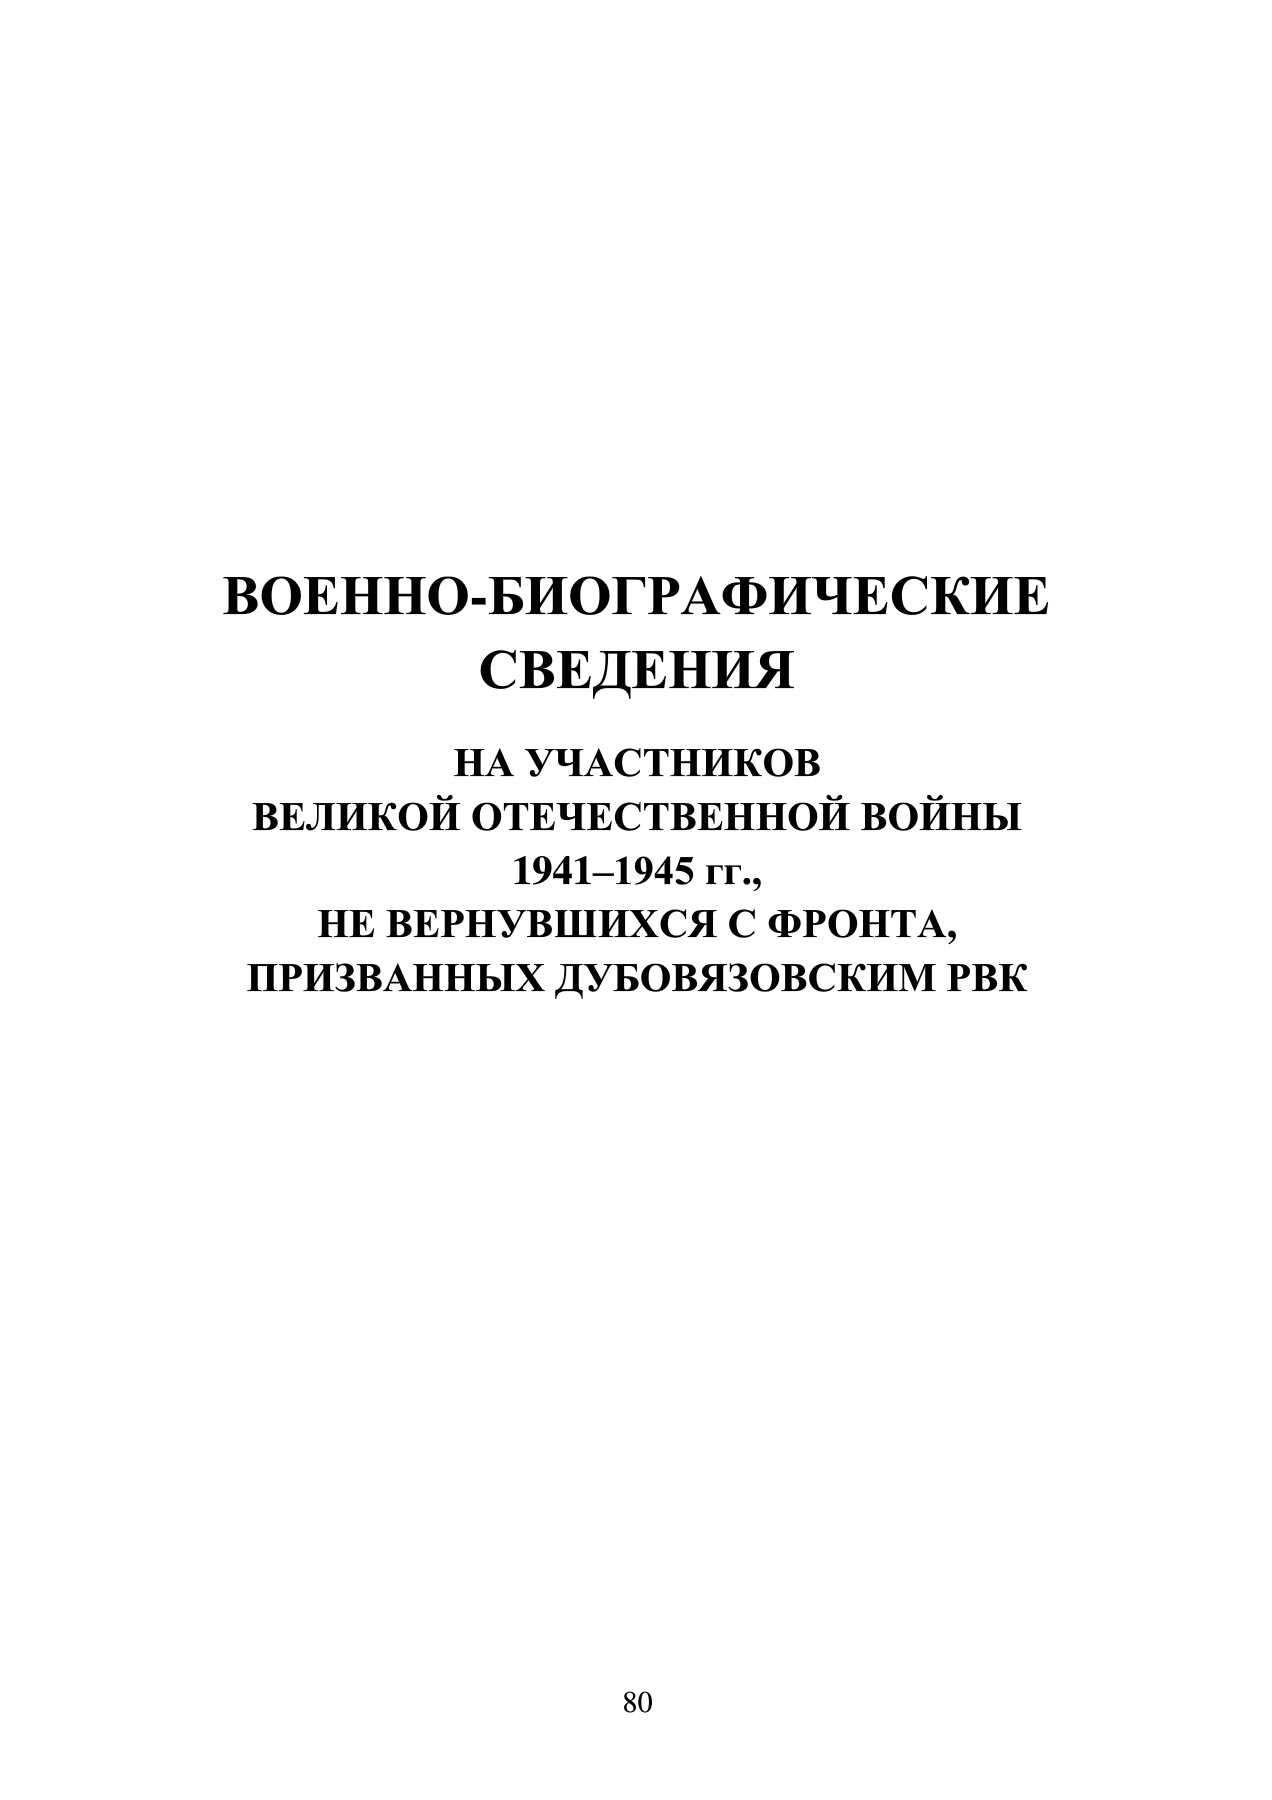 ВОЕННО-БИОГРАФИЧЕСКИЕ
СВЕДЕНИЯ
НА УЧАСТНИКОВ
ВЕЛИКОЙ ОТЕЧЕСТВЕННОЙ ВОЙНЫ
1941–1945 гг.,
НЕ ВЕРНУВШИХСЯ С ФРОНТА,
ПРИЗВАННЫХ ДУБОВЯЗОВСКИМ РВК
80